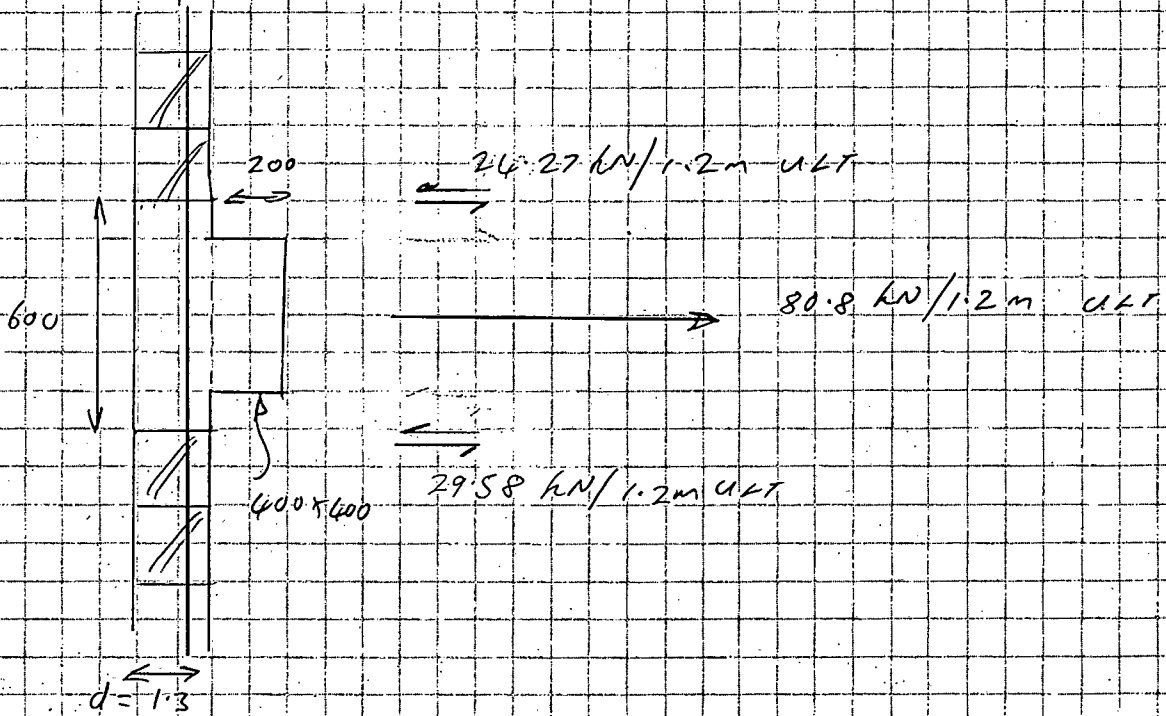 200
24.27 kN/1.2m ULT
600
80.8 kN/1.2m ULT
400x400
29.58 kN/1.2m ULT
d = 1.3